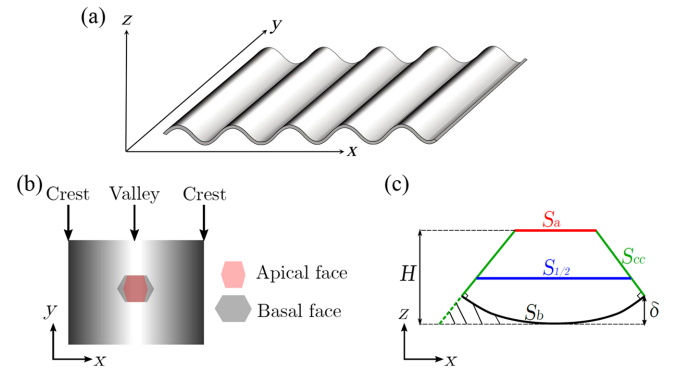 (a)
z
y
x
(b)
Crest Valley Crest
Apical face
Basal face
y
x
(c)
Sa
Scc
H
S1/2
Sb
δ
z
x